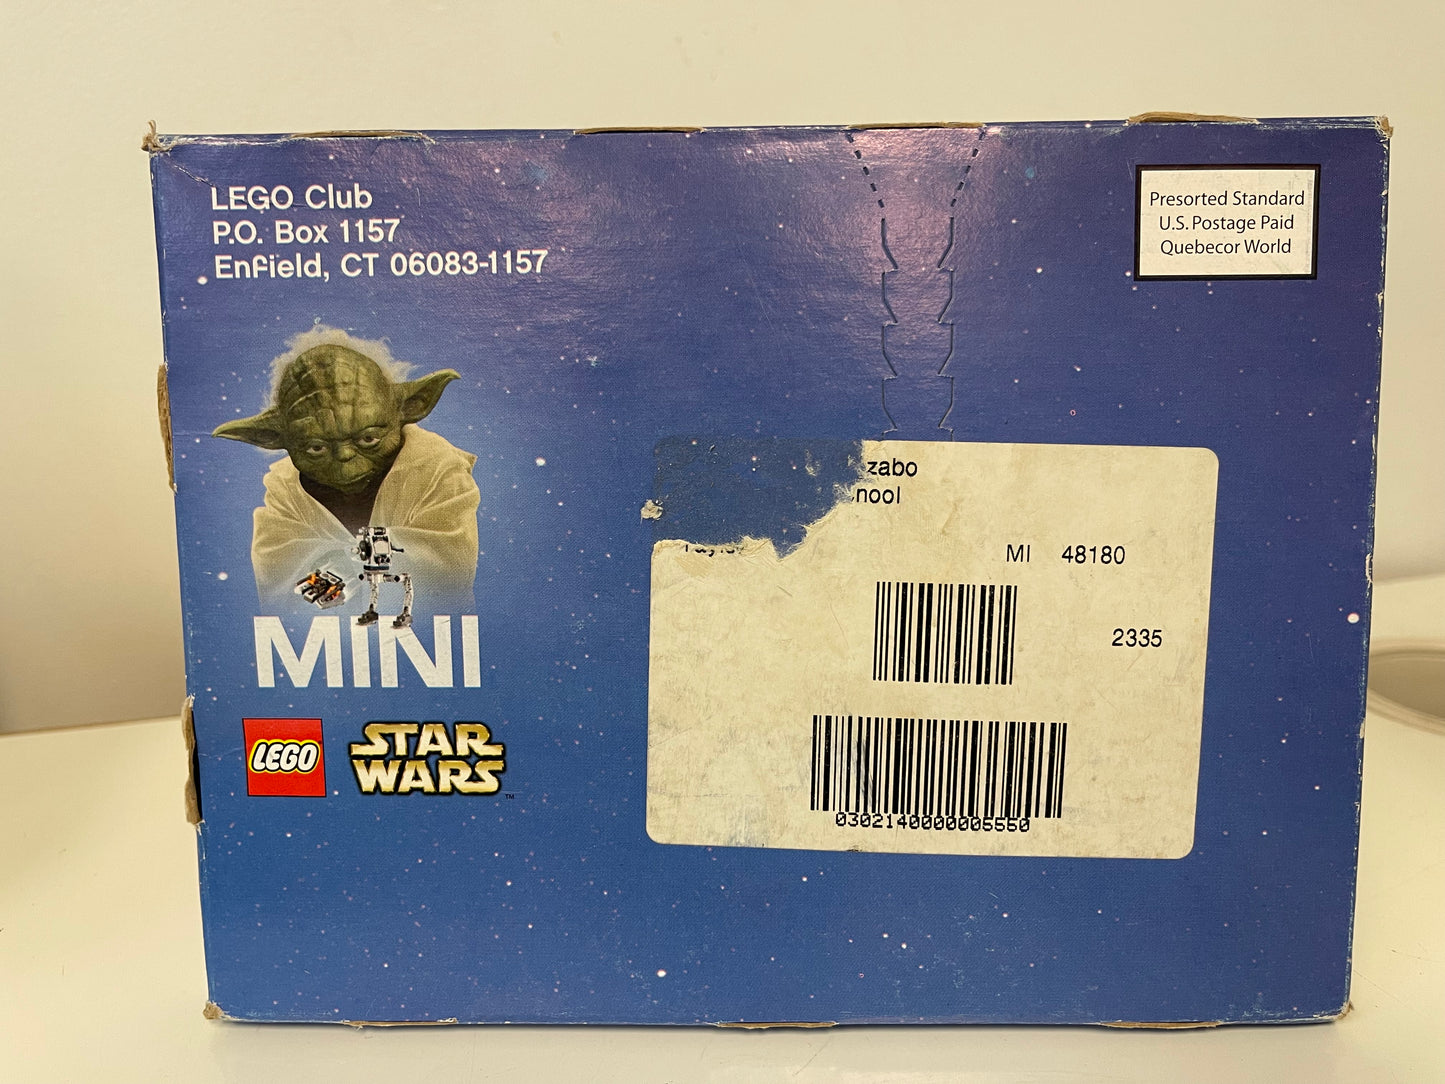 LEGO Club
P.O. Box 1157
Enfield, CT 06083-1157
Presorted Standard
U.S. Postage Paid
Quebecor World
zabo
MI 48180
2335
0302140000005550
MINI
LEGO
STAR
WARS
™